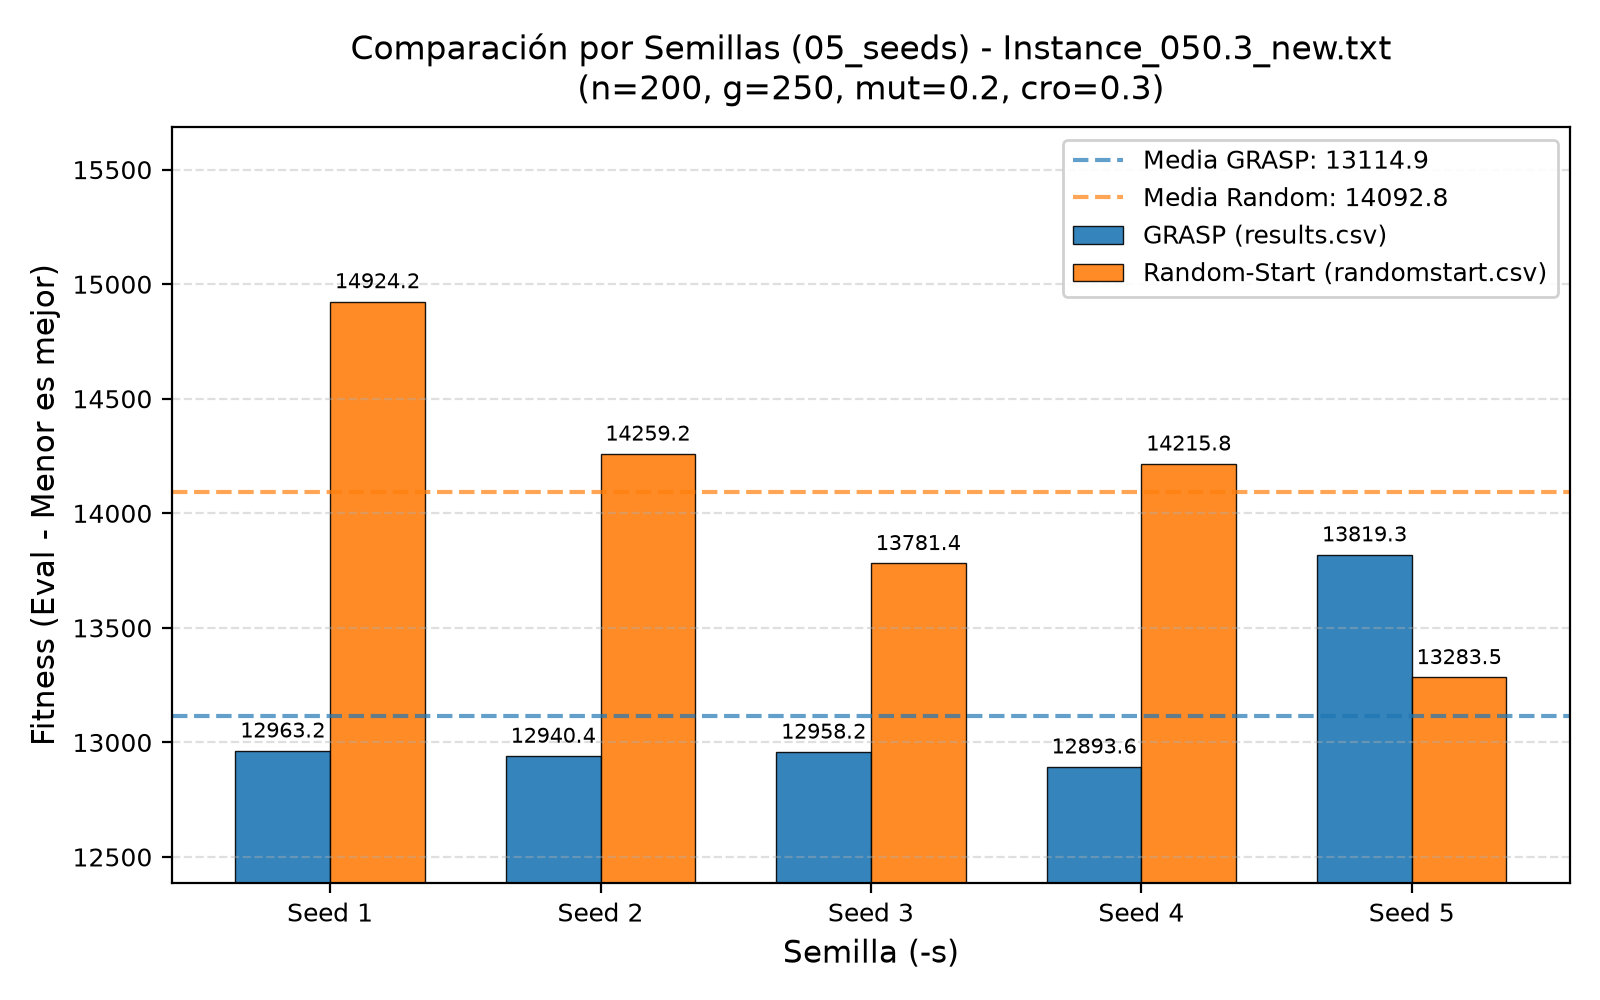 Comparación por Semillas (05_seeds) - Instance_050.3_new.txt
(n=200, g=250, mut=0.2, cro=0.3)
Fitness (Eval - Menor es mejor)
15500
15000
14500
14000
13500
13000
12500
Media GRASP: 13114.9
Media Random: 14092.8
GRASP (results.csv)
Random-Start (randomstart.csv)
12963.2
14924.2
12940.4
14259.2
12958.2
13781.4
12893.6
14215.8
13819.3
13283.5
Seed 1
Seed 2
Seed 3
Seed 4
Seed 5
Semilla (-s)